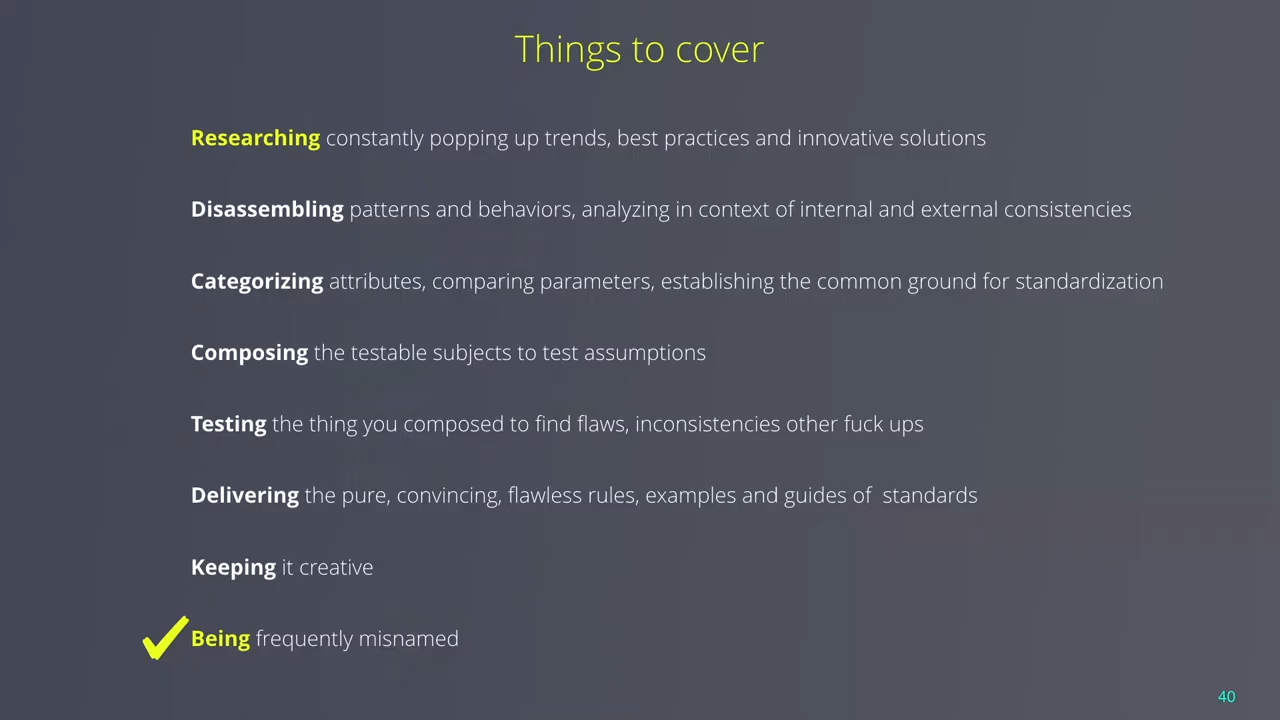 Things to cover
Researching constantly popping up trends, best practices and innovative solutions
Disassembling patterns and behaviors, analyzing in context of internal and external consistencies
Categorizing attributes, comparing parameters, establishing the common ground for standardization
Composing the testable subjects to test assumptions
Testing the thing you composed to find flaws, inconsistencies other fuck ups
Delivering the pure, convincing, flawless rules, examples and guides of  standards
Keeping it creative
Being frequently misnamed
40